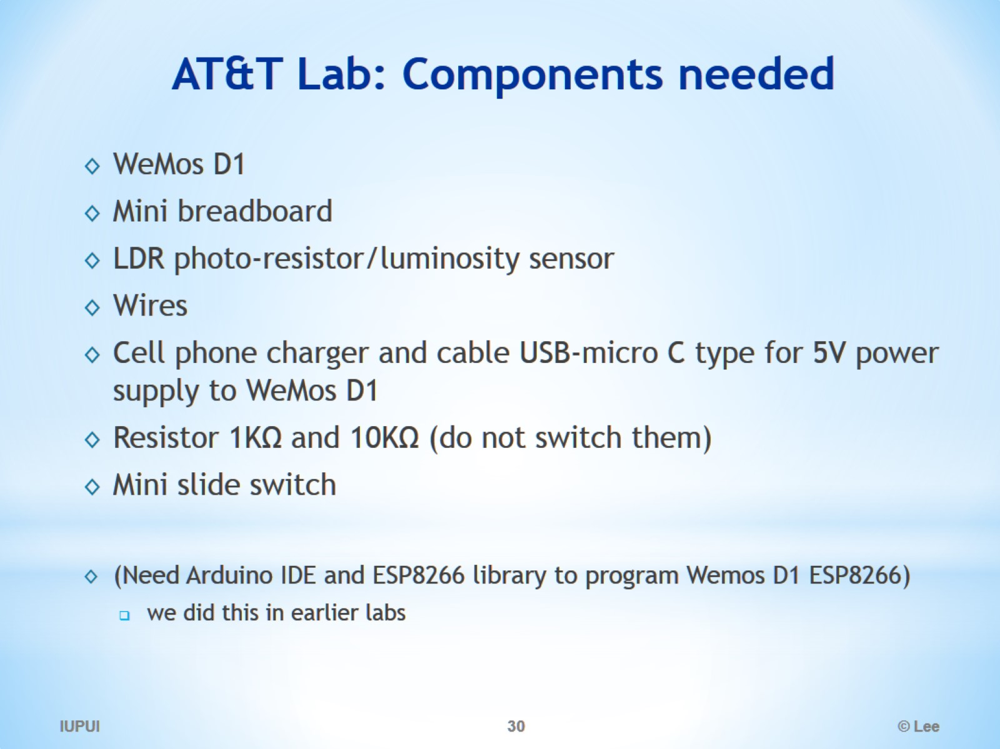 AT&T Lab: Components needed
◇ WeMos D1
◇ Mini breadboard
◇ LDR photo-resistor/luminosity sensor
◇ Wires
◇ Cell phone charger and cable USB-micro C type for 5V power
supply to WeMos D1
◇ Resistor 1KΩ and 10KΩ (do not switch them)
◇ Mini slide switch
◇ (Need Arduino IDE and ESP8266 library to program Wemos D1 ESP8266)
❑ we did this in earlier labs
IUPUI 30 © Lee